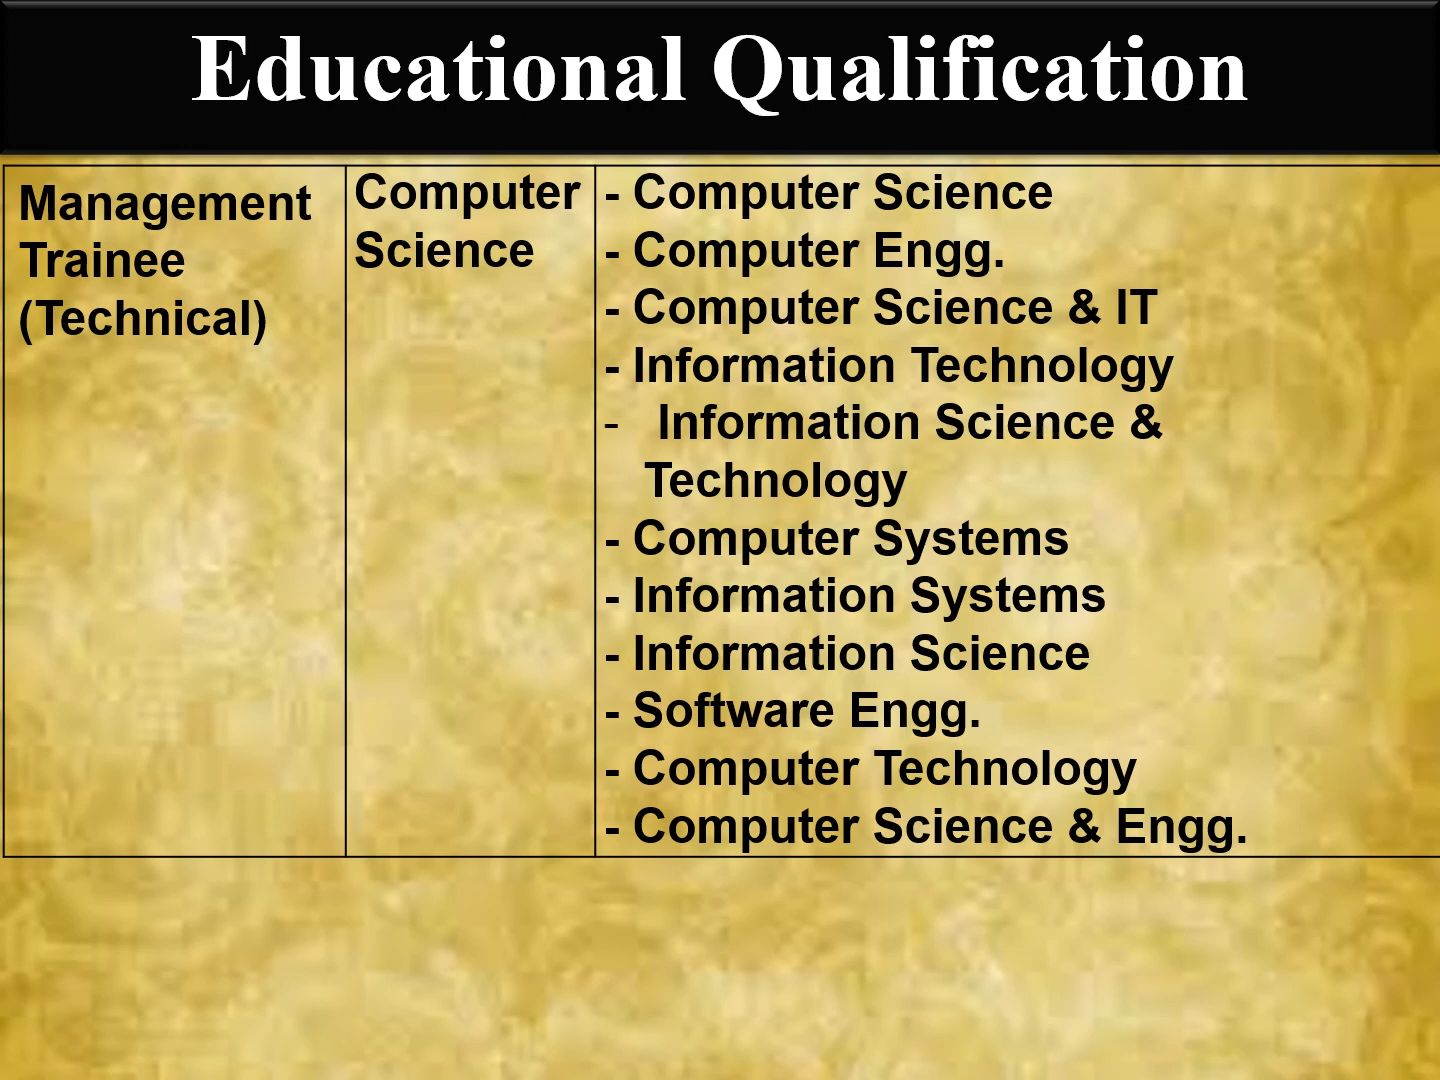 Educational Qualification
Management
Trainee
(Technical)
Computer
Science
- Computer Science
- Computer Engg.
- Computer Science & IT
- Information Technology
- Information Science &
Technology
- Computer Systems
- Information Systems
- Information Science
- Software Engg.
- Computer Technology
- Computer Science & Engg.